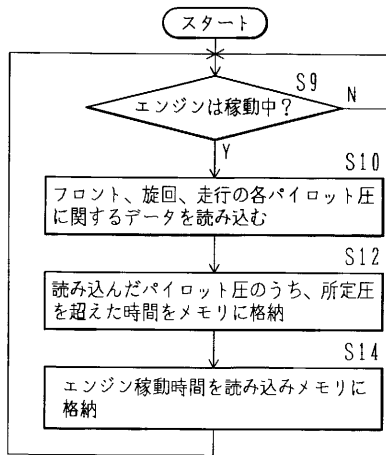 スタート
S9
エンジンは稼動中?
N
Y
S10
フロント、旋回、走行の各パイロット圧
に関するデータを読み込む
S12
読み込んだパイロット圧のうち、所定圧
を超えた時間をメモリに格納
S14
エンジン稼動時間を読み込みメモリに
格納